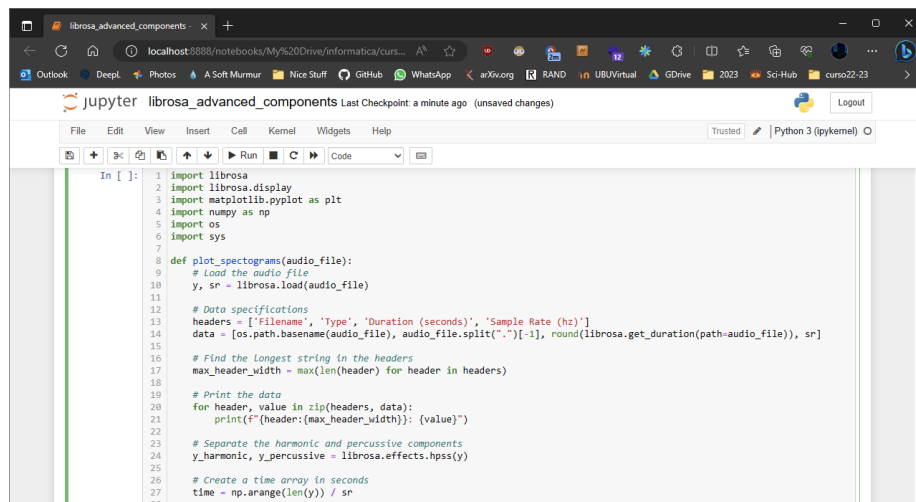 librosa_advanced_components -
localhost:8888/notebooks/My%20Drive/informatica/curs...
2m
12
Outlook DeepL Photos A Soft Murmur Nice Stuff GitHub WhatsApp arXiv.org RAND UBUVirtual GDrive 2023 Sci-Hub curso22-23
jupyter librosa_advanced_components Last Checkpoint: a minute ago (unsaved changes) Logout
File Edit View Insert Cell Kernel Widgets Help Trusted Python 3 (ipykernel)
Run Code
In [ ]: 1 import librosa
2 import librosa.display
3 import matplotlib.pyplot as plt
4 import numpy as np
5 import os
6 import sys
7
8 def plot_spectograms(audio_file):
9     # Load the audio file
10     y, sr = librosa.load(audio_file)
11
12     # Data specifications
13     headers = ['Filename', 'Type', 'Duration (seconds)', 'Sample Rate (hz)']
14     data = [os.path.basename(audio_file), audio_file.split(".")[-1], round(librosa.get_duration(path=audio_file)), sr]
15
16     # Find the longest string in the headers
17     max_header_width = max(len(header) for header in headers)
18
19     # Print the data
20     for header, value in zip(headers, data):
21         print(f"{header:{max_header_width}}: {value}")
22
23     # Separate the harmonic and percussive components
24     y_harmonic, y_percussive = librosa.effects.hpss(y)
25
26     # Create a time array in seconds
27     time = np.arange(len(y)) / sr